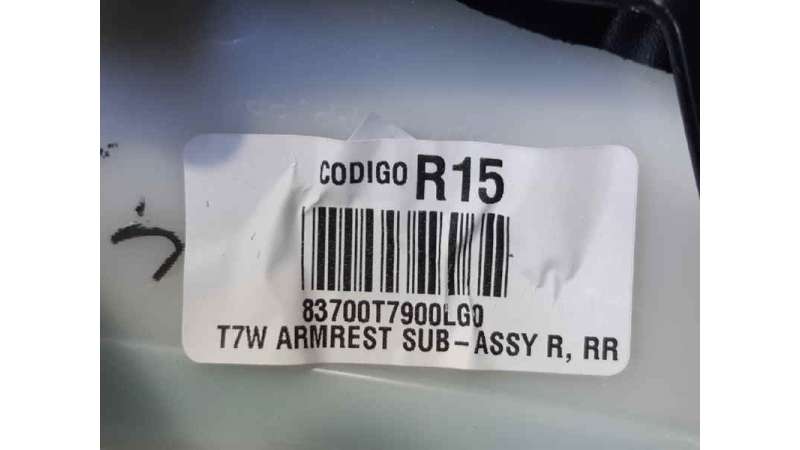 CODIGO R15
83700T7900LG0
T7W ARMREST SUB-ASSY R, RR